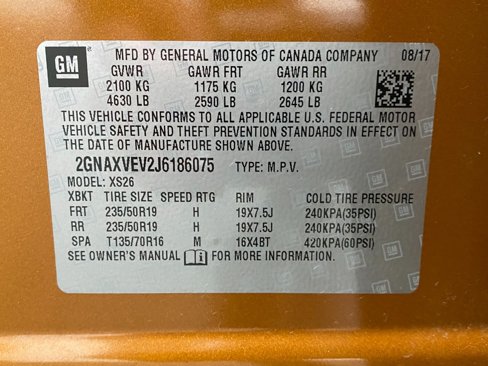 GM
MFD BY GENERAL MOTORS OF CANADA COMPANY 08/17
GVWR GAWR FRT GAWR RR
2100 KG 1175 KG 1200 KG
4630 LB 2590 LB 2645 LB
THIS VEHICLE CONFORMS TO ALL APPLICABLE U.S. FEDERAL MOTOR
VEHICLE SAFETY AND THEFT PREVENTION STANDARDS IN EFFECT ON
THE DATE OF MANUFACTURE SHOWN ABOVE.
2GNAXVEV2J6186075 TYPE: M.P.V.
MODEL: XS26
XBKT TIRE SIZE SPEED RTG RIM COLD TIRE PRESSURE
FRT 235/50R19 H 19X7.5J 240KPA(35PSI)
RR 235/50R19 H 19X7.5J 240KPA(35PSI)
SPA T135/70R16 M 16X4BT 420KPA(60PSI)
SEE OWNER'S MANUAL i FOR MORE INFORMATION.